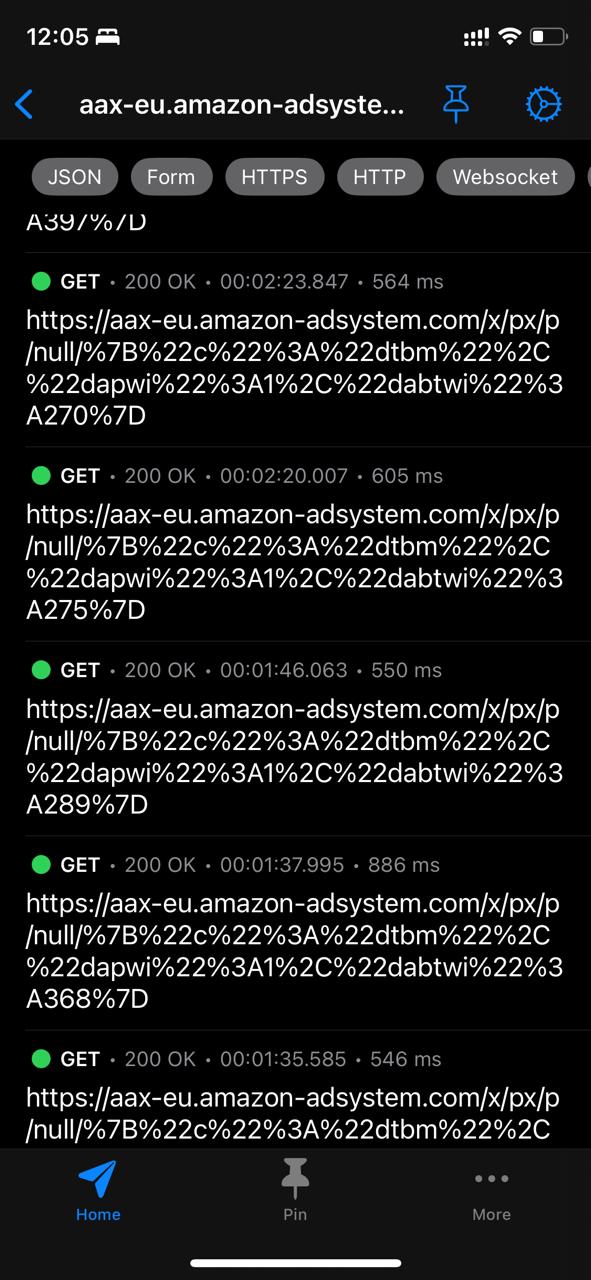 12:05
aax-eu.amazon-adsyste...
JSON Form HTTPS HTTP Websocket
A397%7D
GET • 200 OK • 00:02:23.847 • 564 ms
https://aax-eu.amazon-adsystem.com/x/px/p
/null/%7B%22c%22%3A%22dtbm%22%2C
%22dapwi%22%3A1%2C%22dabtwi%22%3
A270%7D
GET • 200 OK • 00:02:20.007 • 605 ms
https://aax-eu.amazon-adsystem.com/x/px/p
/null/%7B%22c%22%3A%22dtbm%22%2C
%22dapwi%22%3A1%2C%22dabtwi%22%3
A275%7D
GET • 200 OK • 00:01:46.063 • 550 ms
https://aax-eu.amazon-adsystem.com/x/px/p
/null/%7B%22c%22%3A%22dtbm%22%2C
%22dapwi%22%3A1%2C%22dabtwi%22%3
A289%7D
GET • 200 OK • 00:01:37.995 • 886 ms
https://aax-eu.amazon-adsystem.com/x/px/p
/null/%7B%22c%22%3A%22dtbm%22%2C
%22dapwi%22%3A1%2C%22dabtwi%22%3
A368%7D
GET • 200 OK • 00:01:35.585 • 546 ms
https://aax-eu.amazon-adsystem.com/x/px/p
/null/%7B%22c%22%3A%22dtbm%22%2C
Home Pin More